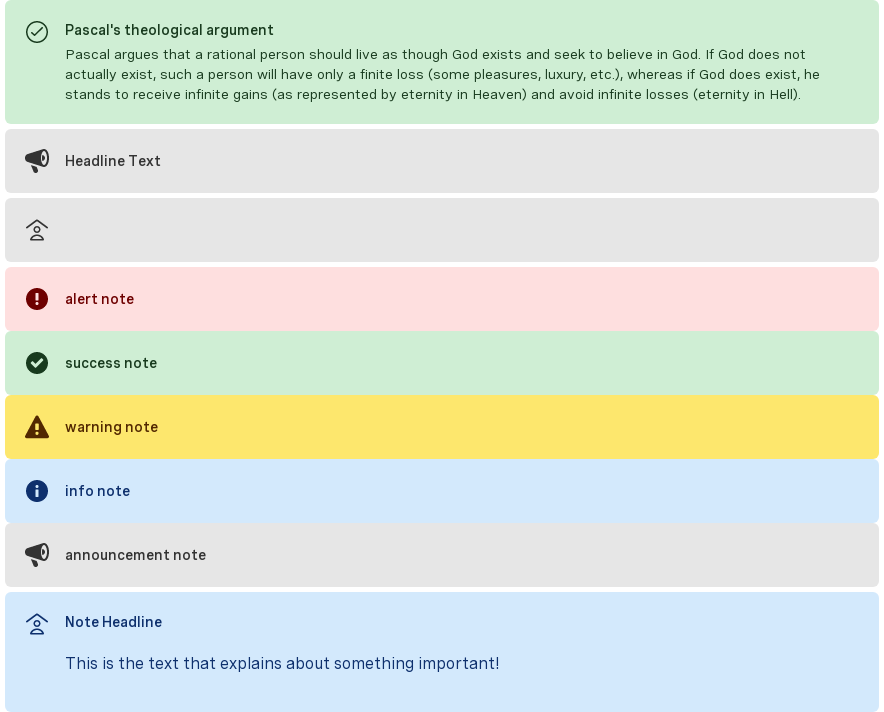 Pascal's theological argument
Pascal argues that a rational person should live as though God exists and seek to believe in God. If God does not
actually exist, such a person will have only a finite loss (some pleasures, luxury, etc.), whereas if God does exist, he
stands to receive infinite gains (as represented by eternity in Heaven) and avoid infinite losses (eternity in Hell).
Headline Text
alert note
success note
warning note
info note
announcement note
Note Headline
This is the text that explains about something important!